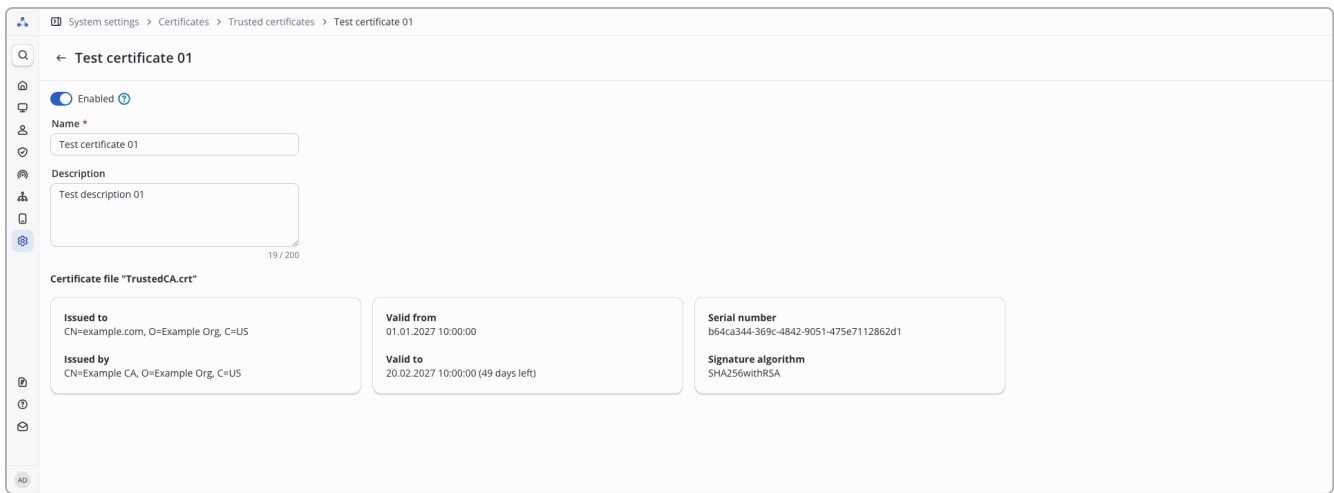 System settings > Certificates > Trusted certificates > Test certificate 01
← Test certificate 01
Enabled ?
Name *
Test certificate 01
Description
Test description 01
19 / 200
Certificate file "TrustedCA.crt"
Issued to
CN=example.com, O=Example Org, C=US
Issued by
CN=Example CA, O=Example Org, C=US
Valid from
01.01.2027 10:00:00
Valid to
20.02.2027 10:00:00 (49 days left)
Serial number
b64ca344-369c-4842-9051-475e7112862d1
Signature algorithm
SHA256withRSA
AD